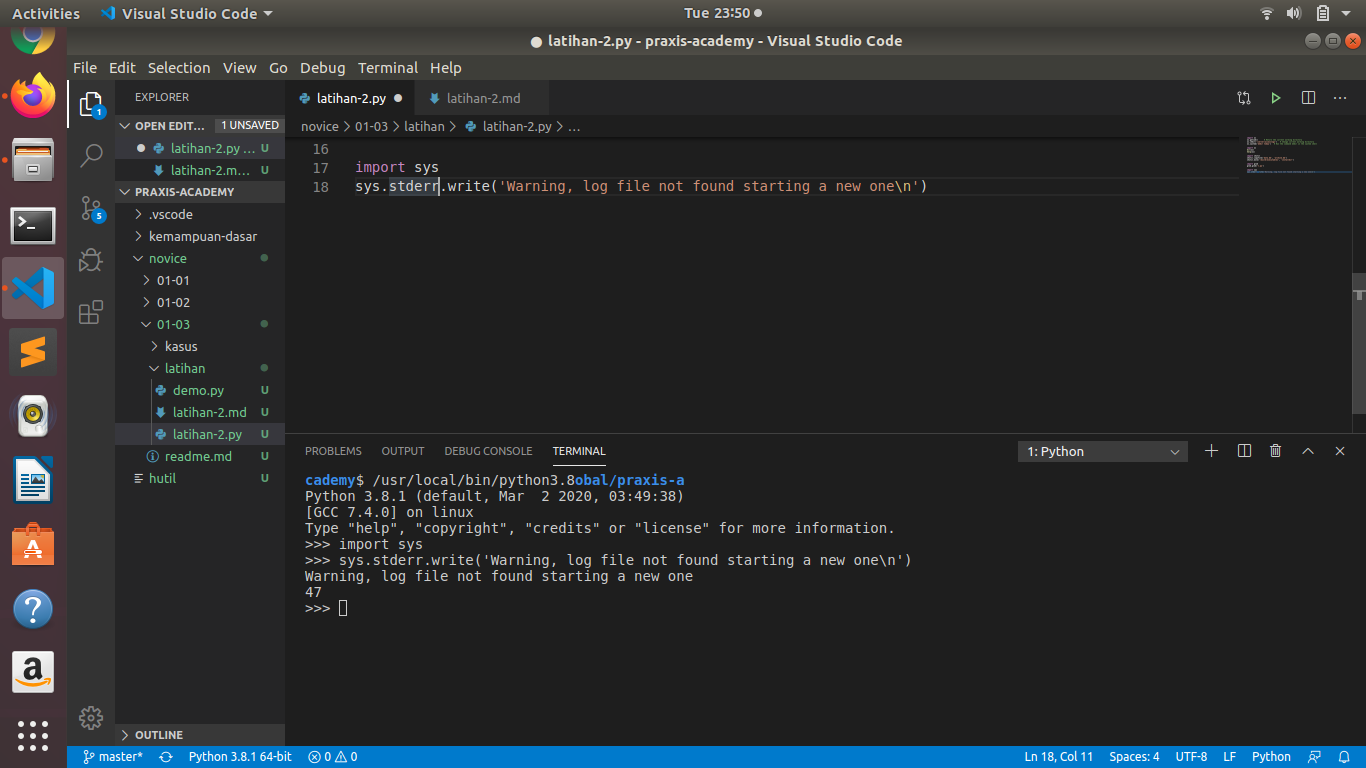 Activities Visual Studio Code Tue 23:50
latihan-2.py - praxis-academy - Visual Studio Code
File Edit Selection View Go Debug Terminal Help
EXPLORER
OPEN EDIT... 1 UNSAVED
latihan-2.py ... U
latihan-2.m... U
PRAXIS-ACADEMY
.vscode
kemampuan-dasar
novice
01-01
01-02
01-03
kasus
latihan
demo.py U
latihan-2.md U
latihan-2.py U
readme.md U
hutil U
OUTLINE
1
5
latihan-2.py latihan-2.md
novice > 01-03 > latihan > latihan-2.py > ...
16
17 import sys
18 sys.stderr.write('Warning, log file not found starting a new one\n')
PROBLEMS OUTPUT DEBUG CONSOLE TERMINAL 1: Python
cademy$ /usr/local/bin/python3.8obal/praxis-a
Python 3.8.1 (default, Mar  2 2020, 03:49:38)
[GCC 7.4.0] on linux
Type "help", "copyright", "credits" or "license" for more information.
>>> import sys
>>> sys.stderr.write('Warning, log file not found starting a new one\n')
Warning, log file not found starting a new one
47
>>>
master* Python 3.8.1 64-bit 0 0 Ln 18, Col 11 Spaces: 4 UTF-8 LF Python